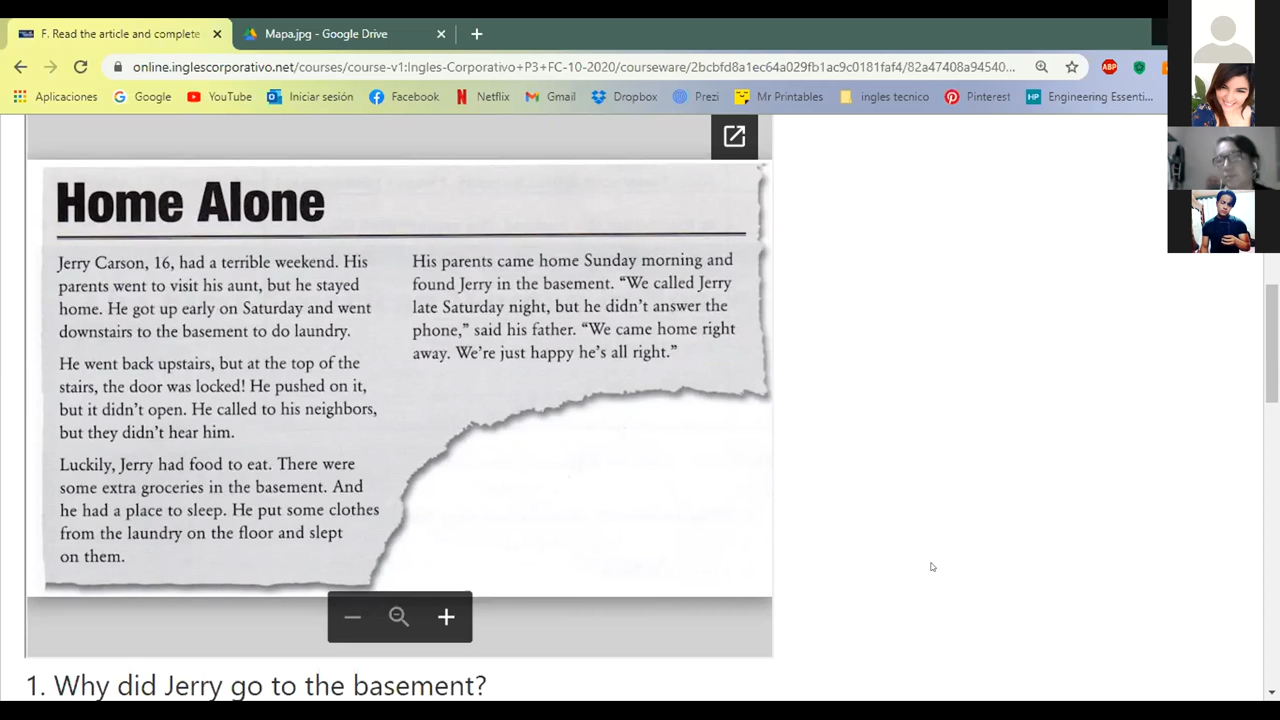 F. Read the article and complete
Mapa.jpg - Google Drive
online.inglescorporativo.net/courses/course-v1:Ingles-Corporativo+P3+FC-10-2020/courseware/2bcbfd8a1ec64a029fb1ac9c0181faf4/82a47408a94540...
ABP
Aplicaciones
Google
YouTube
Iniciar sesión
Facebook
Netflix
Gmail
Dropbox
Prezi
Mr Printables
ingles tecnico
Pinterest
HP
Engineering Essenti...
Home Alone
Jerry Carson, 16, had a terrible weekend. His
parents went to visit his aunt, but he stayed
home. He got up early on Saturday and went
downstairs to the basement to do laundry.
He went back upstairs, but at the top of the
stairs, the door was locked! He pushed on it,
but it didn't open. He called to his neighbors,
but they didn't hear him.
Luckily, Jerry had food to eat. There were
some extra groceries in the basement. And
he had a place to sleep. He put some clothes
from the laundry on the floor and slept
on them.
His parents came home Sunday morning and
found Jerry in the basement. “We called Jerry
late Saturday night, but he didn't answer the
phone,” said his father. “We came home right
away. We're just happy he's all right.”
1. Why did Jerry go to the basement?